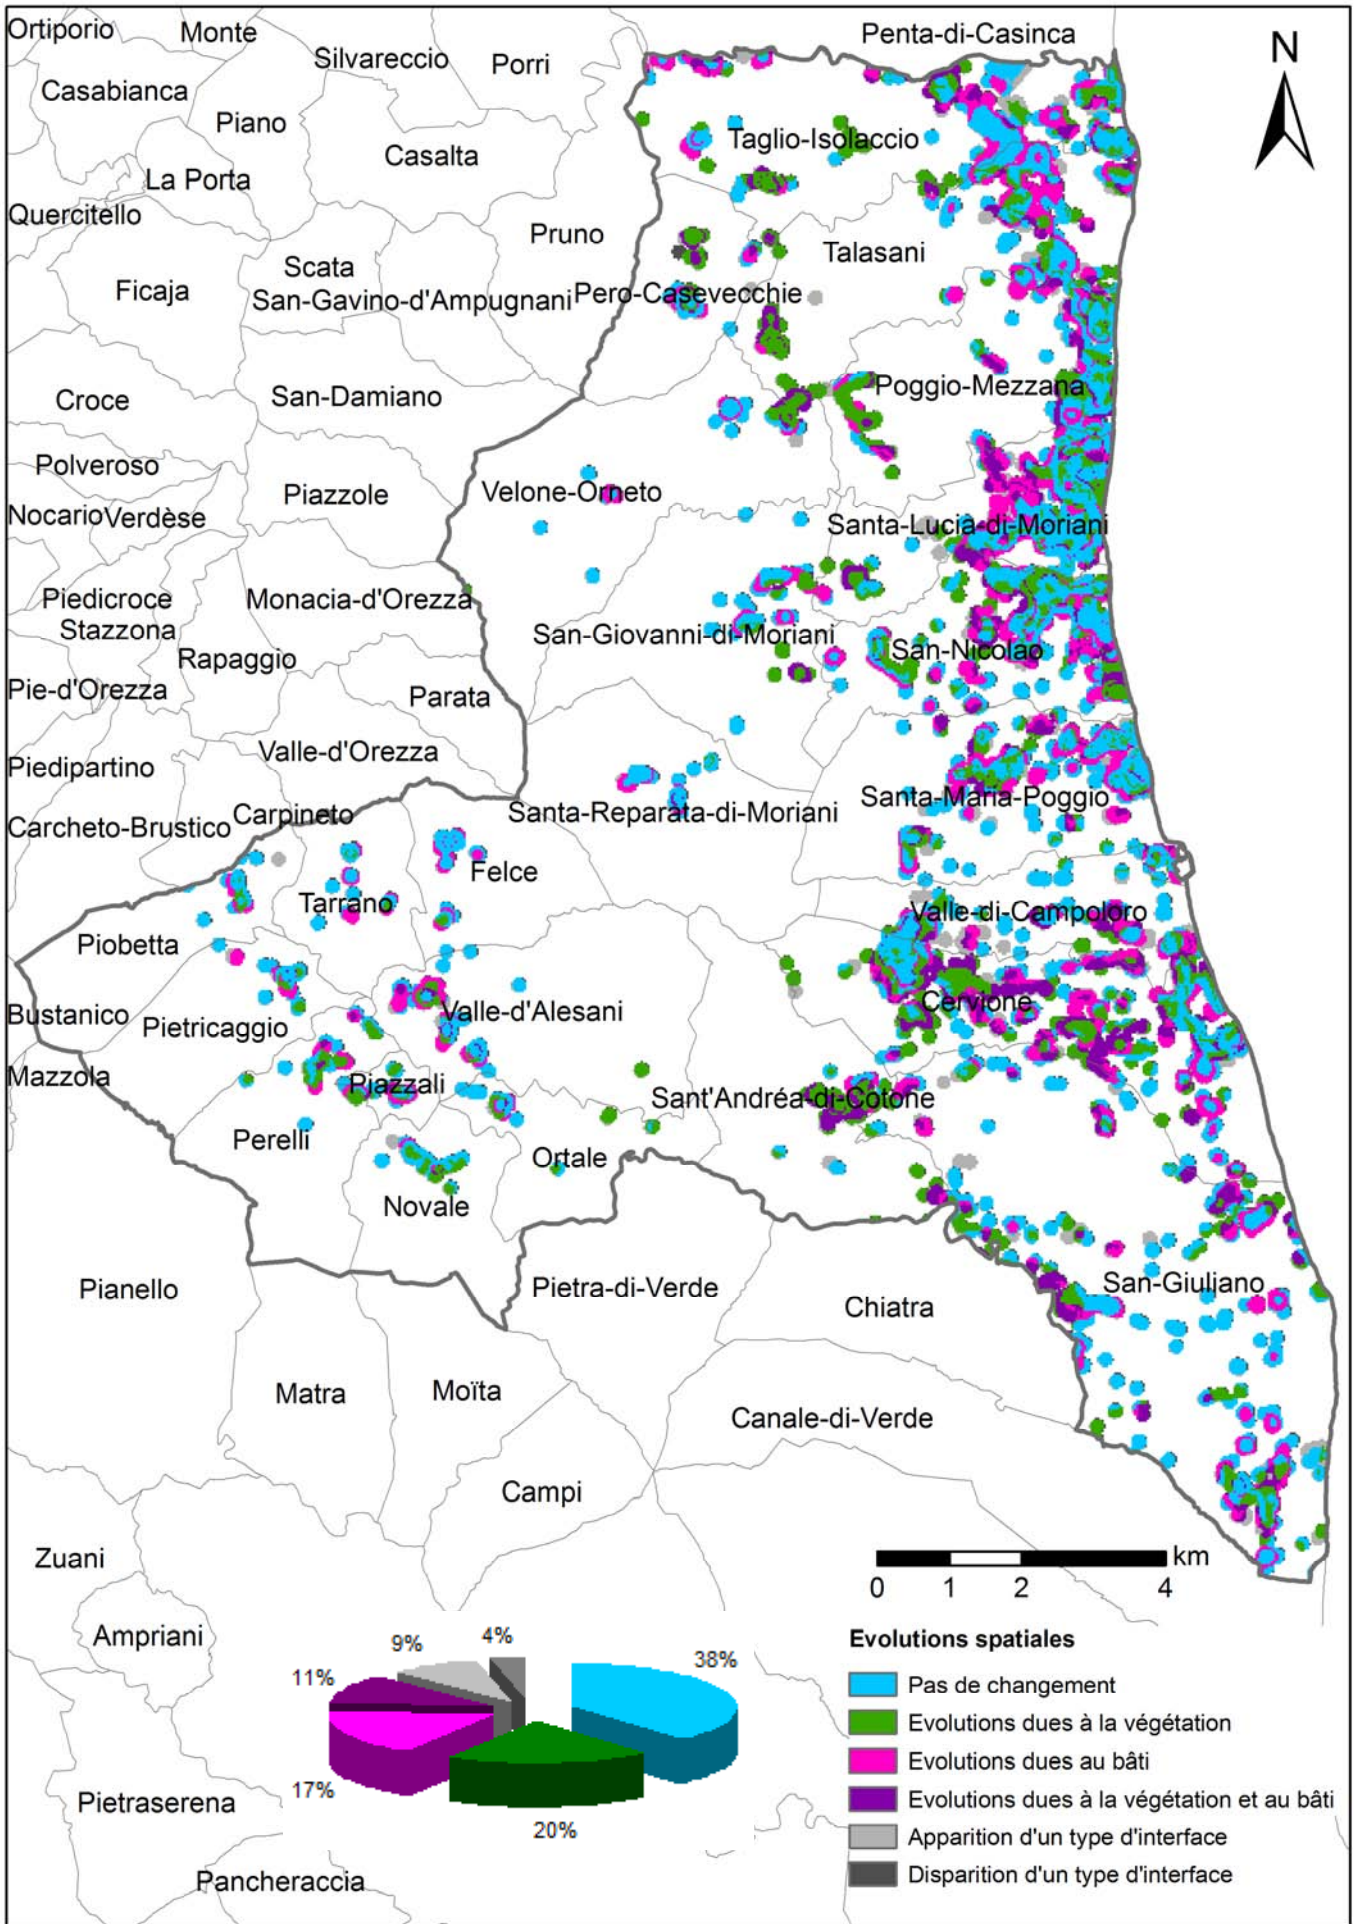 Ortiporio
Monte
Penta-di-Casinca
Silvareccio
Porri
N
Casabianca
Piano
Casalta
Taglio-Isolaccio
La Porta
Quercitello
Pruno
Talasani
Scata
Ficaja
San-Gavino-d'Ampugnani
Pero-Casevecchie
Croce
San-Damiano
Poggio-Mezzana
Polveroso
Piazzole
Velone-Orneto
Nocario
Verdèse
Santa-Lucia-di-Moriani
Piedicroce
Monacia-d'Orezza
Stazzona
San-Giovanni-di-Moriani
San-Nicolao
Rapaggio
Pie-d'Orezza
Parata
Valle-d'Orezza
Piedipartino
Santa-Maria-Poggio
Carpineto
Santa-Reparata-di-Moriani
Carcheto-Brustico
Felce
Tarrano
Valle-di-Campoloro
Piobetta
Cervione
Bustanico
Pietricaggio
Valle-d'Alesani
Mazzola
Piazzali
Sant'Andréa-di-Cotone
Perelli
Ortale
Novale
Pianello
Pietra-di-Verde
San-Giuliano
Chiatra
Matra
Moïta
Canale-di-Verde
Campi
Zuani
km
0 1 2 4
Ampriani
9%
4%
38%
11%
17%
20%
Evolutions spatiales
Pas de changement
Evolutions dues à la végétation
Evolutions dues au bâti
Evolutions dues à la végétation et au bâti
Apparition d'un type d'interface
Disparition d'un type d'interface
Pietraserena
Pancheraccia